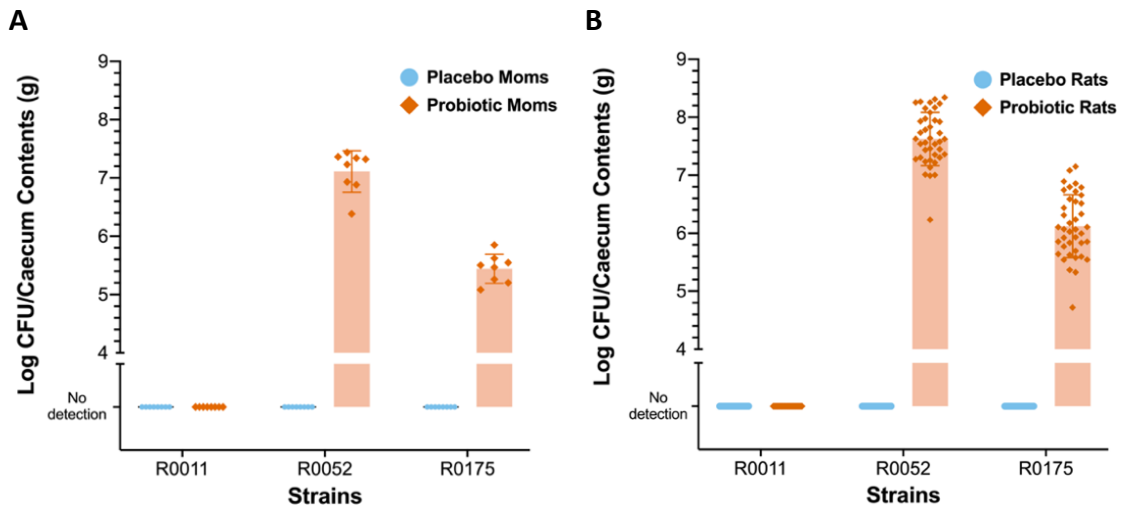 A
Log CFU/Caecum Contents (g)
9
8
7
6
5
4
No
detection
Placebo Moms
Probiotic Moms
R0011
R0052
R0175
Strains
B
Log CFU/Caecum Contents (g)
9
8
7
6
5
4
No
detection
Placebo Rats
Probiotic Rats
R0011
R0052
R0175
Strains